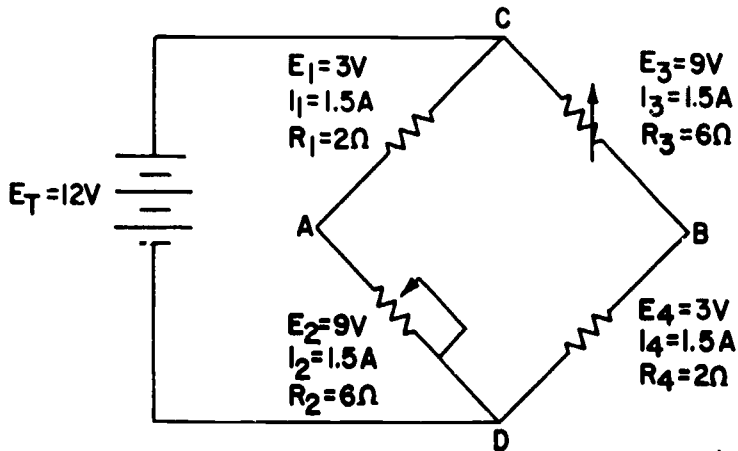 C
E₁=3V
I₁=1.5A
R₁=2Ω
E₃=9V
I₃=1.5A
R₃=6Ω
E_T=12V
A
B
E₂=9V
I₂=1.5A
R₂=6Ω
E₄=3V
I₄=1.5A
R₄=2Ω
D